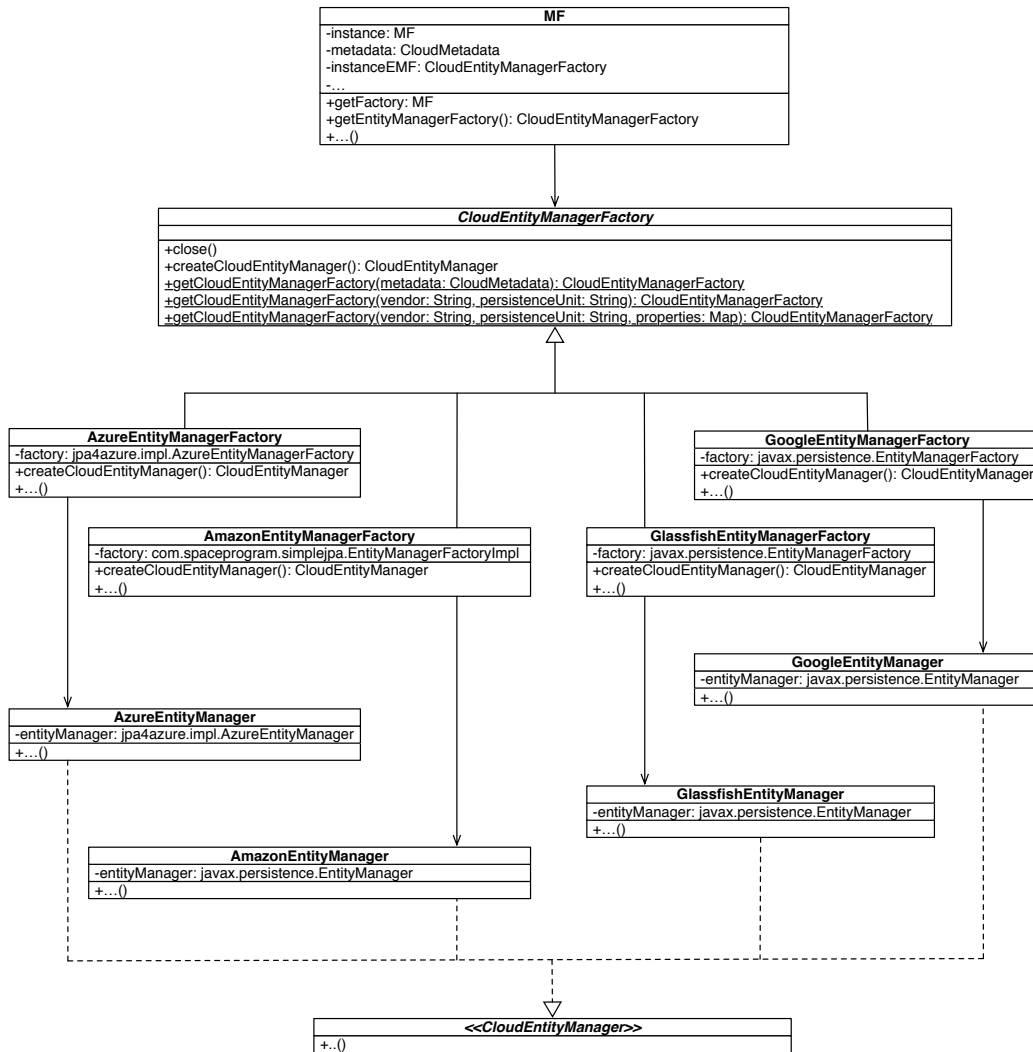 MF
-instance: MF
-metadata: CloudMetadata
-instanceEMF: CloudEntityManagerFactory
-...
+getFactory: MF
+getEntityManagerFactory(): CloudEntityManagerFactory
+...()
CloudEntityManagerFactory
+close()
+createCloudEntityManager(): CloudEntityManager
+getCloudEntityManagerFactory(metadata: CloudMetadata): CloudEntityManagerFactory
+getCloudEntityManagerFactory(vendor: String, persistenceUnit: String): CloudEntityManagerFactory
+getCloudEntityManagerFactory(vendor: String, persistenceUnit: String, properties: Map): CloudEntityManagerFactory
AzureEntityManagerFactory
-factory: jpa4azure.impl.AzureEntityManagerFactory
+createCloudEntityManager(): CloudEntityManager
+...()
GoogleEntityManagerFactory
-factory: javax.persistence.EntityManagerFactory
+createCloudEntityManager(): CloudEntityManager
+...()
AmazonEntityManagerFactory
-factory: com.spaceprogram.simplejpa.EntityManagerFactoryImpl
+createCloudEntityManager(): CloudEntityManager
+...()
GlassfishEntityManagerFactory
-factory: javax.persistence.EntityManagerFactory
+createCloudEntityManager(): CloudEntityManager
+...()
GoogleEntityManager
-entityManager: javax.persistence.EntityManager
+...()
AzureEntityManager
-entityManager: jpa4azure.impl.AzureEntityManager
+...()
GlassfishEntityManager
-entityManager: javax.persistence.EntityManager
+...()
AmazonEntityManager
-entityManager: javax.persistence.EntityManager
+...()
<<CloudEntityManager>>
+..()